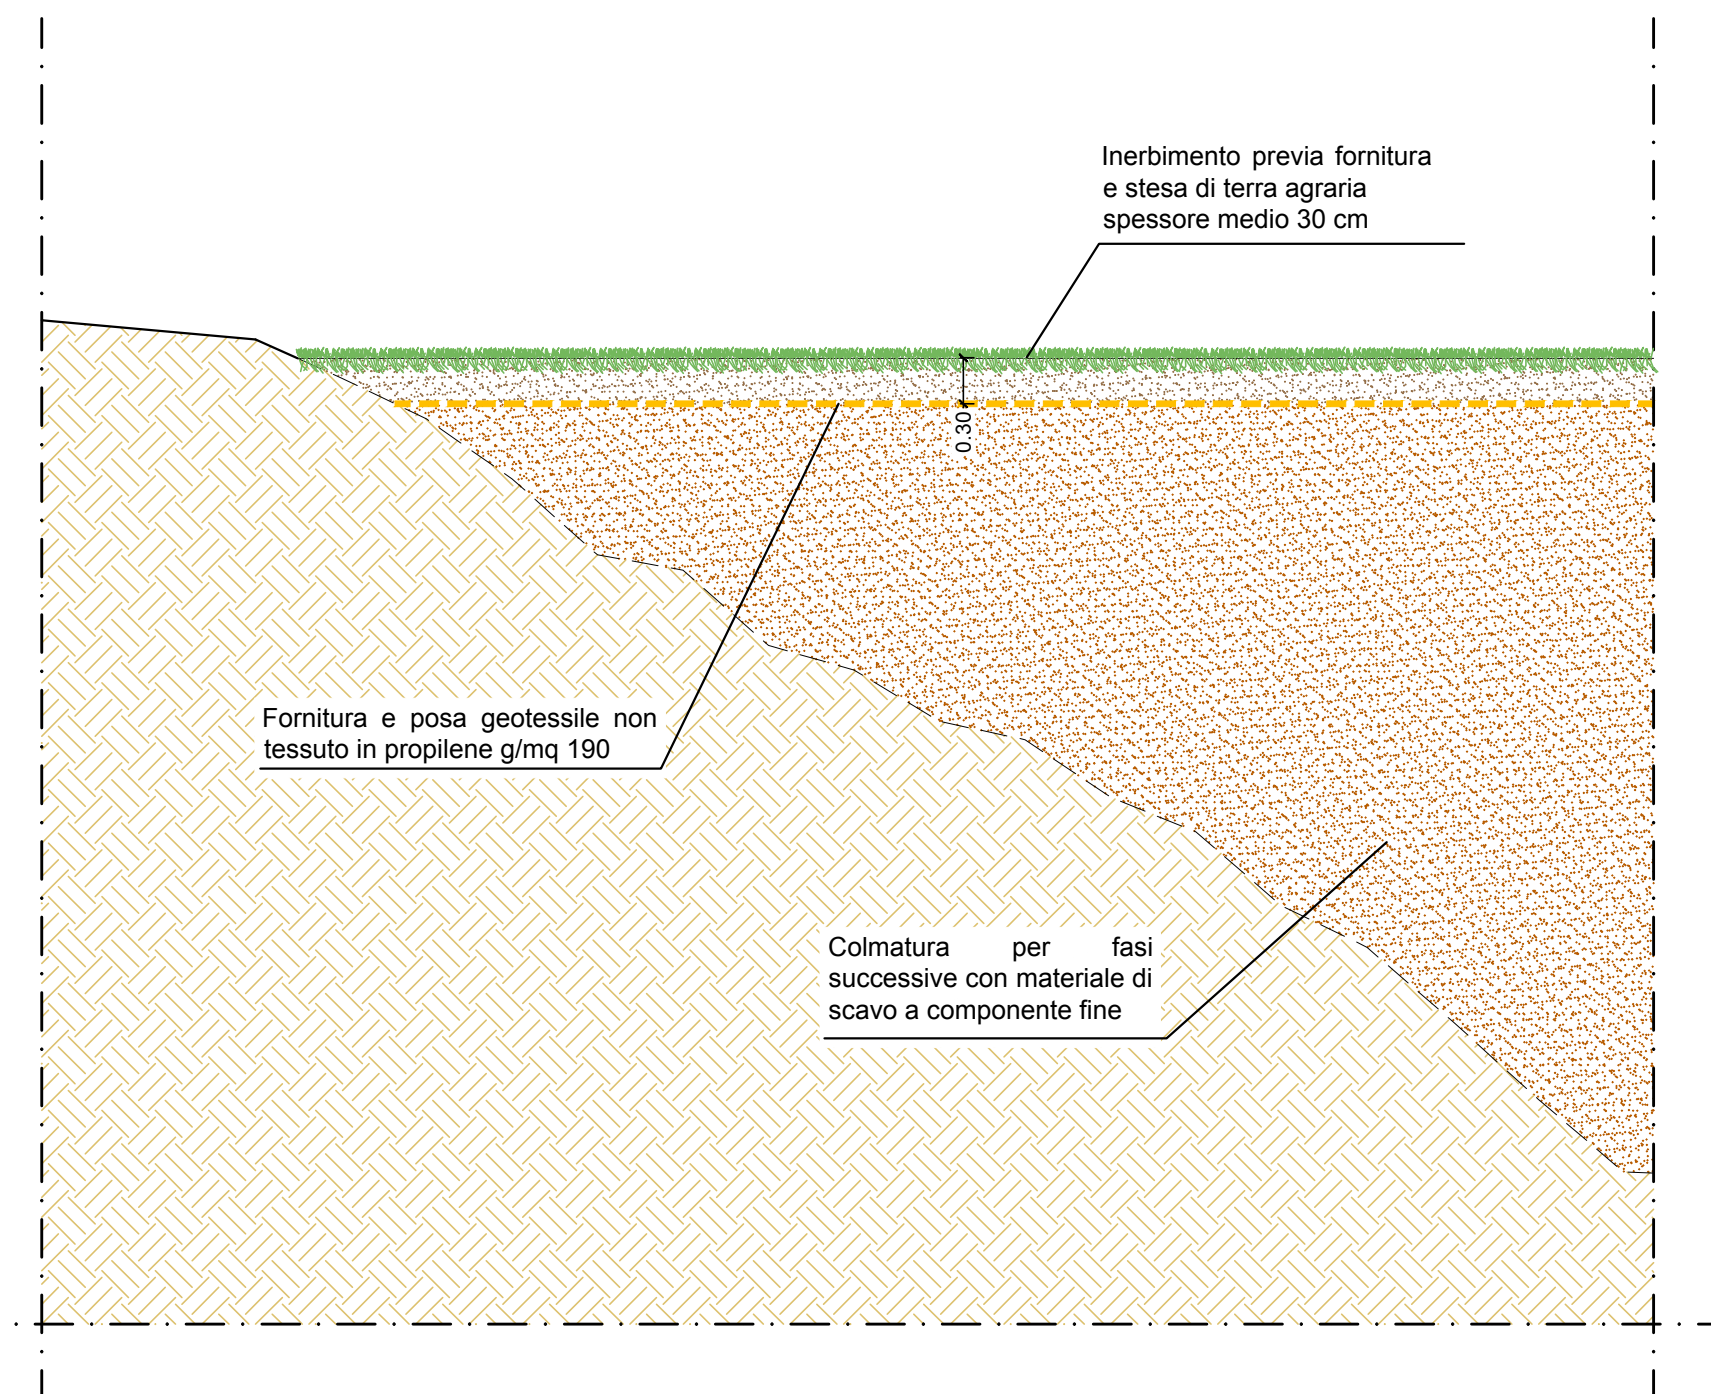 Inerbimento previa fornitura
e stesa di terra agraria
spessore medio 30 cm
0.30
Fornitura e posa geotessile non
tessuto in propilene g/mq 190
Colmatura per fasi
successive con materiale di
scavo a componente fine